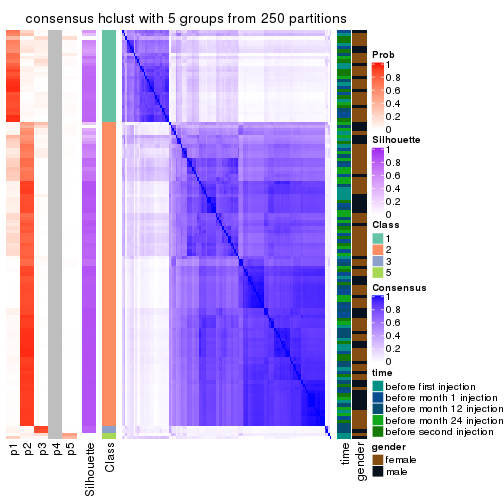 consensus hclust with 5 groups from 250 partitions
Prob
1
0.8
0.6
0.4
0.2
0
Silhouette
1
0.8
0.6
0.4
0.2
0
Class
1
2
3
5
Consensus
1
0.8
0.6
0.4
0.2
0
time
before first injection
before month 1 injection
before month 12 injection
before month 24 injection
before second injection
gender
female
male
p1
p2
p3
p4
p5
Silhouette
Class
time
gender